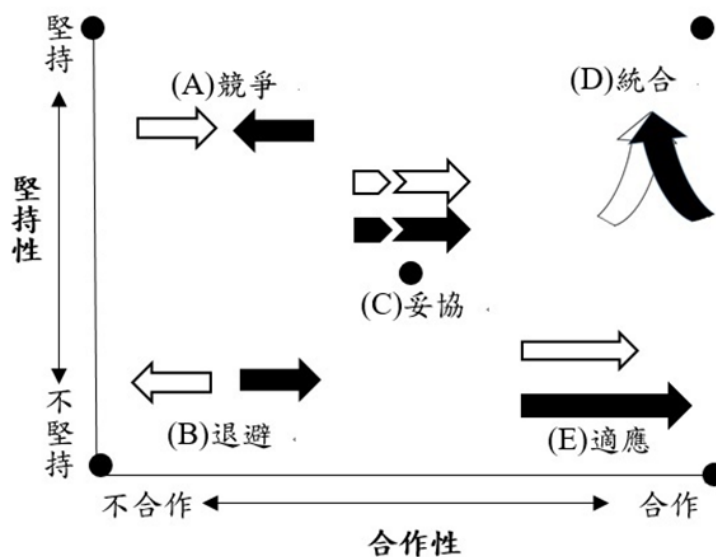 堅持
(A)競爭
(D)統合
堅持性
(C)妥協
不堅持
(B)退避
(E)適應
不合作
合作
合作性